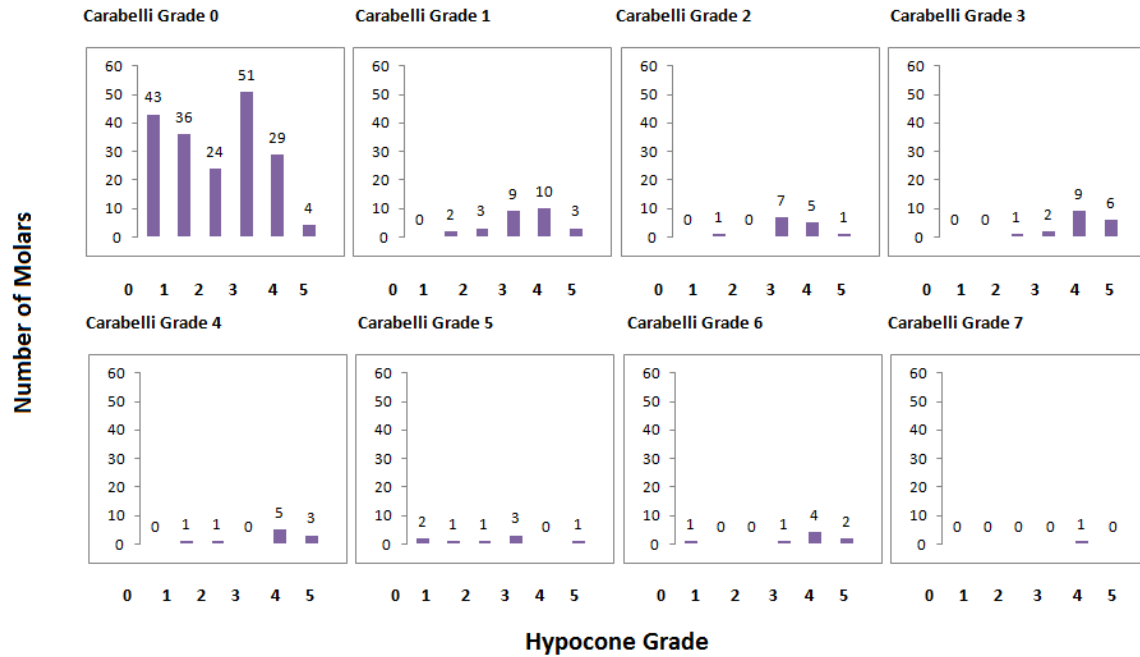 Carabelli Grade 0
60
50
40
30
20
10
0
43 36 24 51 29 4
0 1 2 3 4 5
Carabelli Grade 1
60
50
40
30
20
10
0
0 2 3 9 10 3
0 1 2 3 4 5
Carabelli Grade 2
60
50
40
30
20
10
0
0 1 0 7 5 1
0 1 2 3 4 5
Carabelli Grade 3
60
50
40
30
20
10
0
0 0 1 2 9 6
0 1 2 3 4 5
Carabelli Grade 4
60
50
40
30
20
10
0
0 1 1 0 5 3
0 1 2 3 4 5
Carabelli Grade 5
60
50
40
30
20
10
0
2 1 1 3 0 1
0 1 2 3 4 5
Carabelli Grade 6
60
50
40
30
20
10
0
1 0 0 1 4 2
0 1 2 3 4 5
Carabelli Grade 7
60
50
40
30
20
10
0
0 0 0 0 1 0
0 1 2 3 4 5
Number of Molars
Hypocone Grade